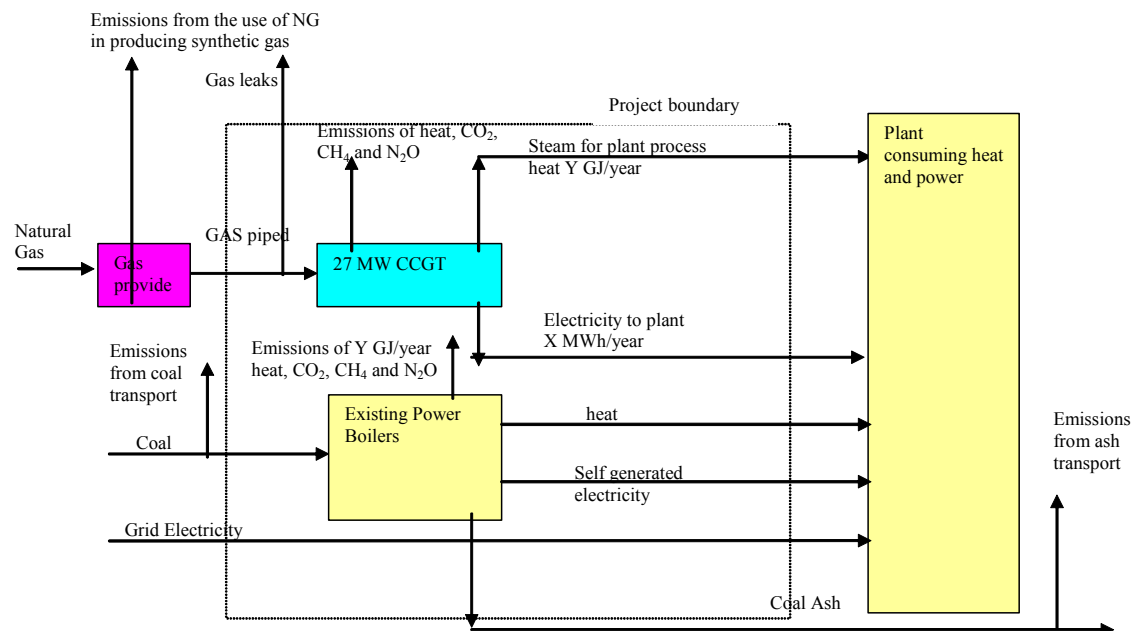 Emissions from the use of NG
in producing synthetic gas
Gas leaks
Project boundary
Emissions of heat, CO₂,
CH₄ and N₂O
Steam for plant process
heat Y GJ/year
Plant
consuming heat
and power
Natural
Gas
GAS piped
Gas
provide
27 MW CCGT
Electricity to plant
X MWh/year
Emissions
from coal
transport
Emissions of Y GJ/year
heat, CO₂, CH₄ and N₂O
Existing Power
Boilers
heat
Emissions
from ash
transport
Coal
Self generated
electricity
Grid Electricity
Coal Ash